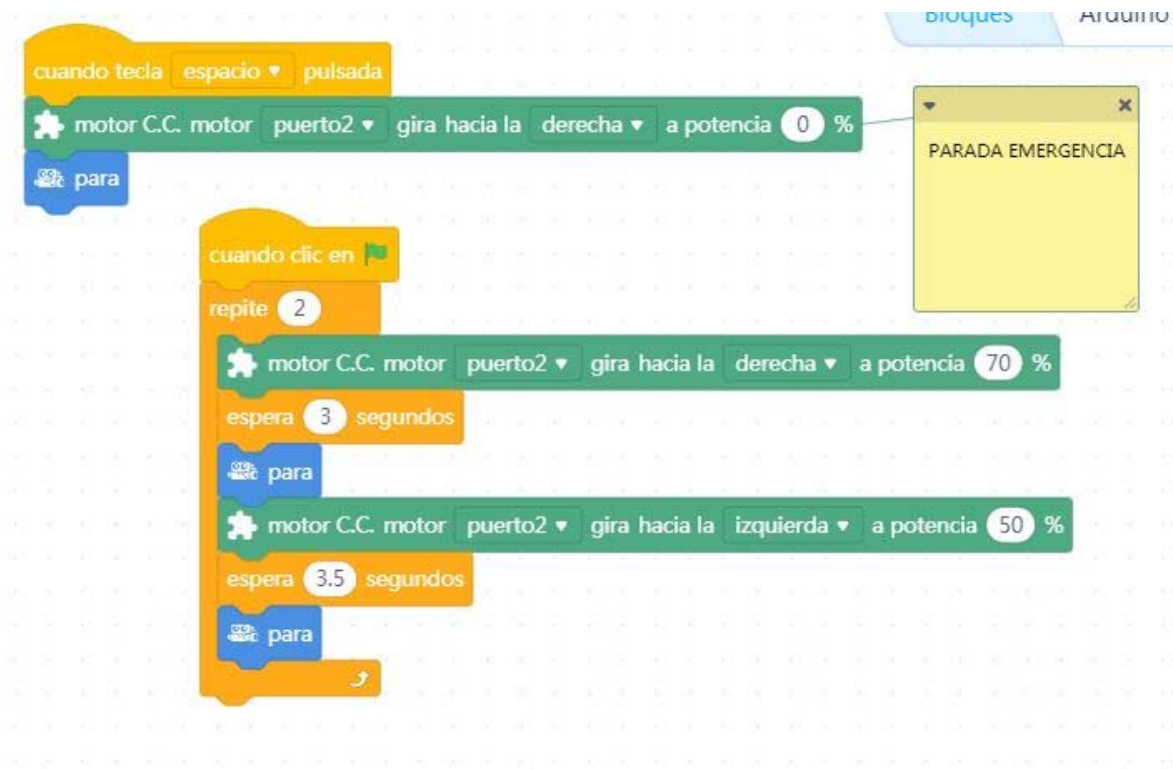 Bloques
Arduino
cuando tecla espacio ▾ pulsada
motor C.C. motor puerto2 ▾ gira hacia la derecha ▾ a potencia 0 %
PARADA EMERGENCIA
para
cuando clic en
repite 2
motor C.C. motor puerto2 ▾ gira hacia la derecha ▾ a potencia 70 %
espera 3 segundos
para
motor C.C. motor puerto2 ▾ gira hacia la izquierda ▾ a potencia 50 %
espera 3.5 segundos
para